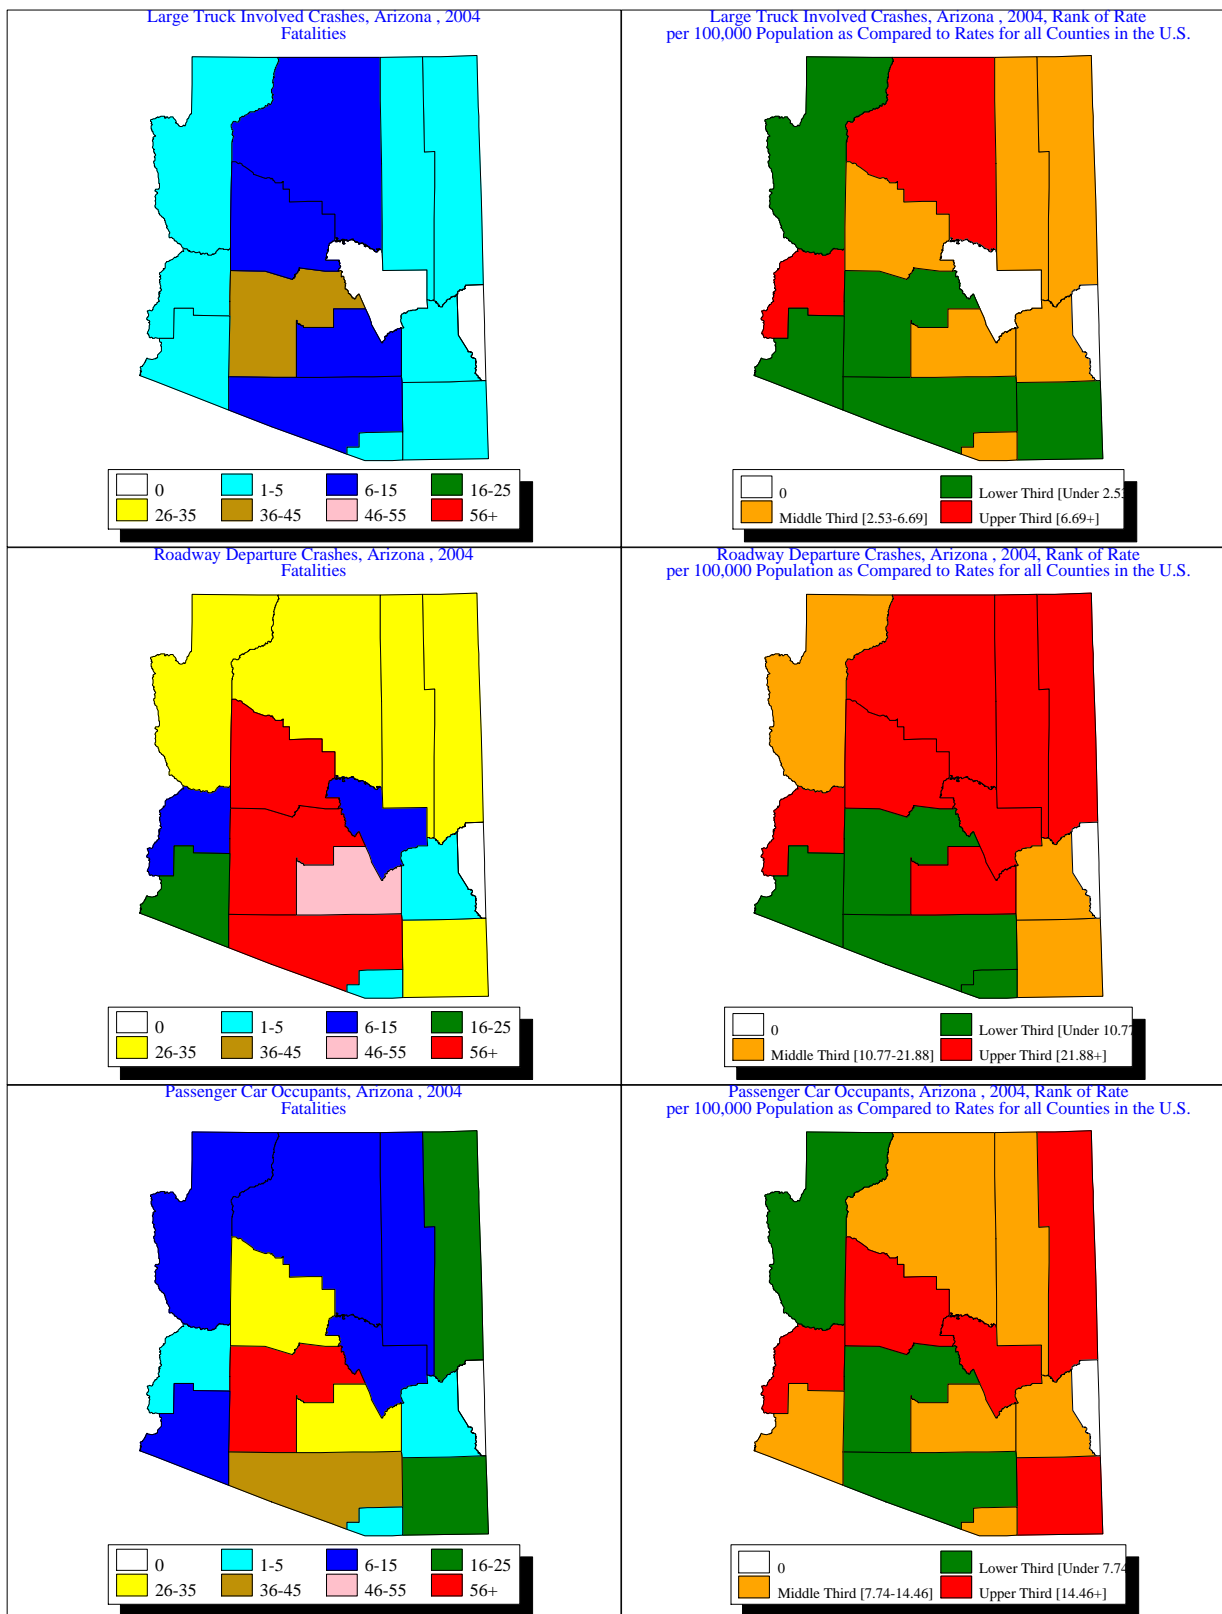 Large Truck Involved Crashes, Arizona , 2004
Fatalities
0 1-5 6-15 16-25
26-35 36-45 46-55 56+
Large Truck Involved Crashes, Arizona , 2004, Rank of Rate
per 100,000 Population as Compared to Rates for all Counties in the U.S.
0 Lower Third [Under 2.53
Middle Third [2.53-6.69] Upper Third [6.69+]
Roadway Departure Crashes, Arizona , 2004
Fatalities
0 1-5 6-15 16-25
26-35 36-45 46-55 56+
Roadway Departure Crashes, Arizona , 2004, Rank of Rate
per 100,000 Population as Compared to Rates for all Counties in the U.S.
0 Lower Third [Under 10.77
Middle Third [10.77-21.88] Upper Third [21.88+]
Passenger Car Occupants, Arizona , 2004
Fatalities
0 1-5 6-15 16-25
26-35 36-45 46-55 56+
Passenger Car Occupants, Arizona , 2004, Rank of Rate
per 100,000 Population as Compared to Rates for all Counties in the U.S.
0 Lower Third [Under 7.74
Middle Third [7.74-14.46] Upper Third [14.46+]